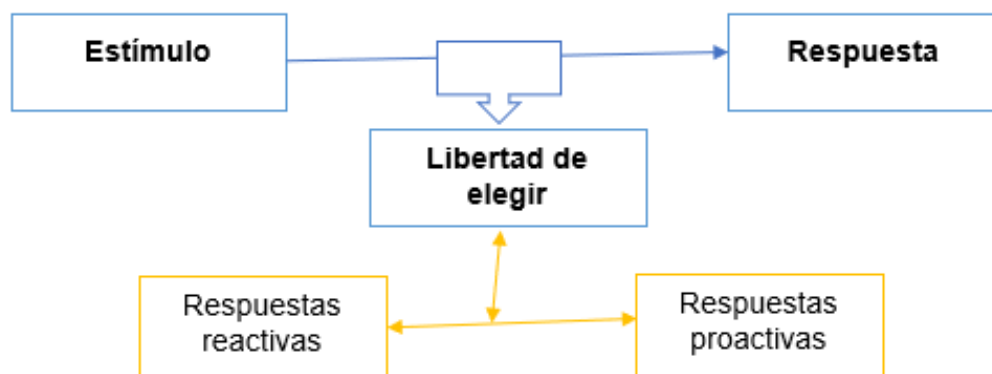 Estímulo
Respuesta
Libertad de
elegir
Respuestas
reactivas
Respuestas
proactivas